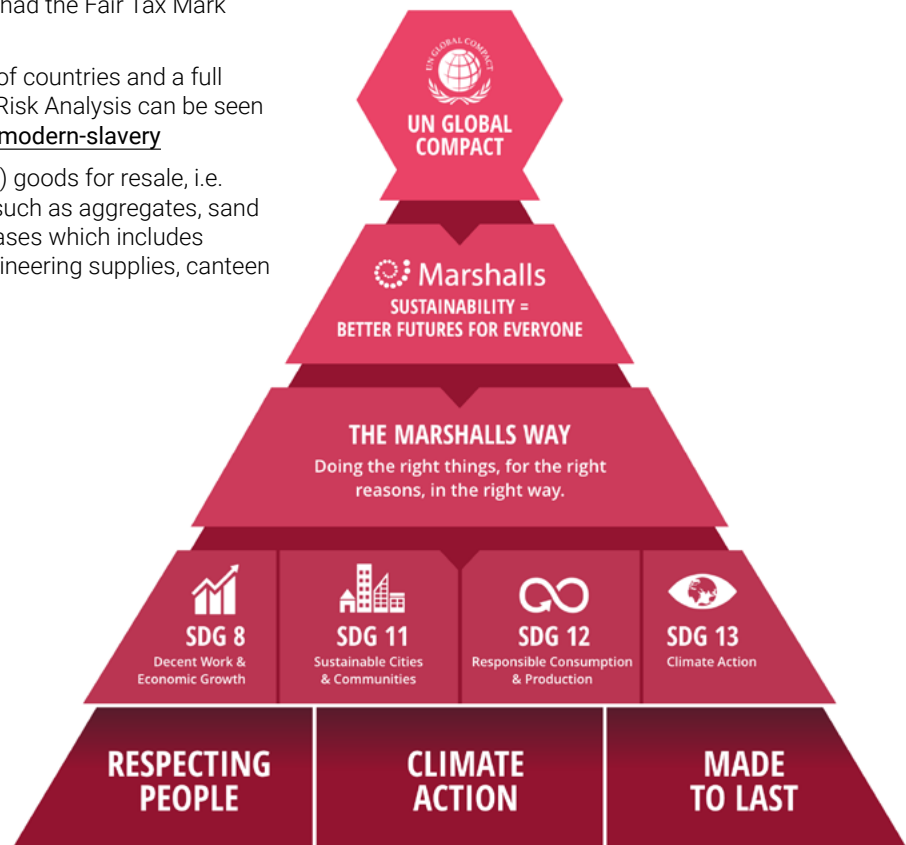 had the Fair Tax Mark
of countries and a full
Risk Analysis can be seen
modern-slavery
) goods for resale, i.e.
such as aggregates, sand
ases which includes
ineering supplies, canteen
UN GLOBAL COMPACT
UN GLOBAL
COMPACT
Marshalls
SUSTAINABILITY =
BETTER FUTURES FOR EVERYONE
THE MARSHALLS WAY
Doing the right things, for the right
reasons, in the right way.
SDG 8
Decent Work &
Economic Growth
SDG 11
Sustainable Cities
& Communities
SDG 12
Responsible Consumption
& Production
SDG 13
Climate Action
RESPECTING
PEOPLE
CLIMATE
ACTION
MADE
TO LAST